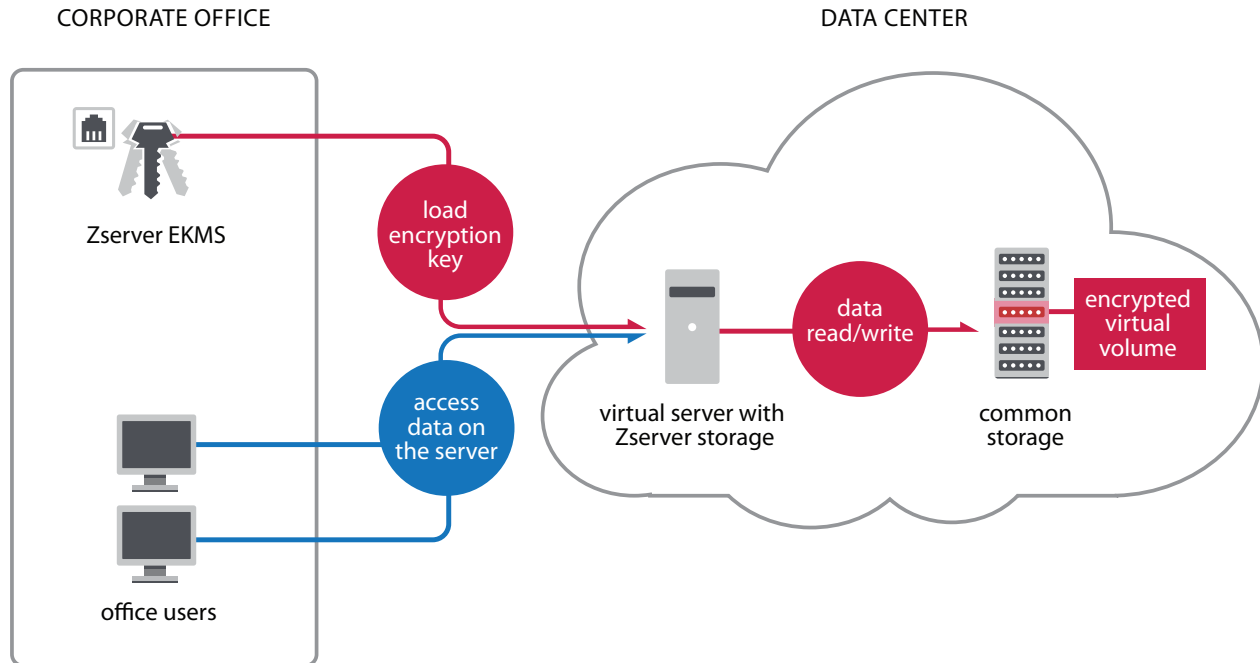 CORPORATE OFFICE
DATA CENTER
Zserver EKMS
load
encryption
key
access
data on
the server
office users
virtual server with
Zserver storage
data
read/write
common
storage
encrypted
virtual
volume